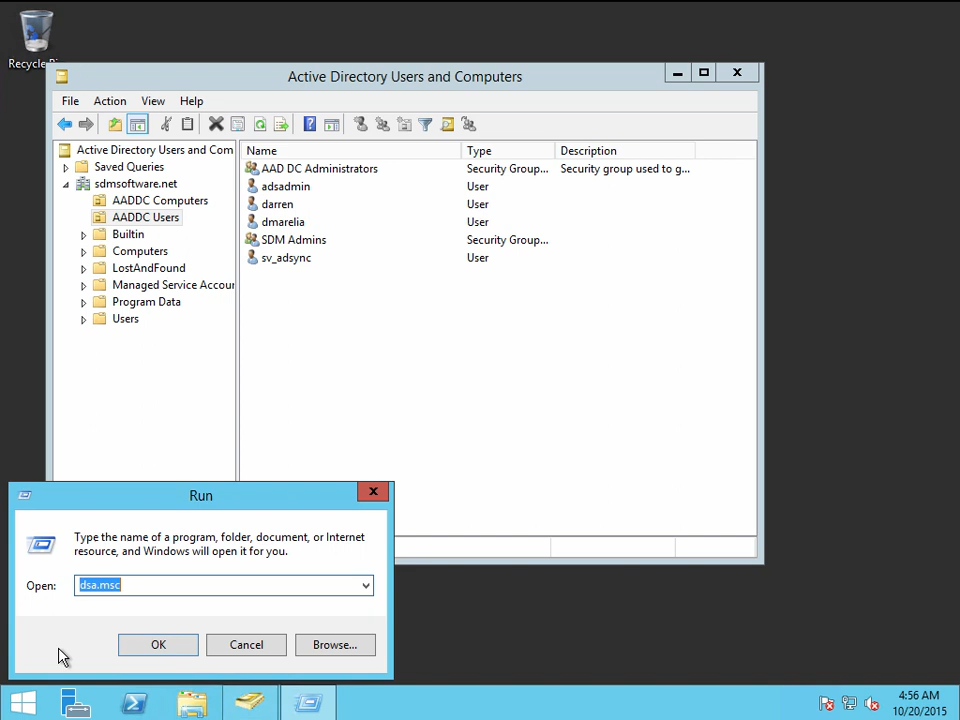 Recycle
Active Directory Users and Computers
File Action View Help
Active Directory Users and Com
Saved Queries
sdmsoftware.net
AADDC Computers
AADDC Users
Builtin
Computers
LostAndFound
Managed Service Accour
Program Data
Users
Name Type Description
AAD DC Administrators Security Group... Security group used to g...
adsadmin User
darren User
dmarelia User
SDM Admins Security Group...
sv_adsync User
Run
Type the name of a program, folder, document, or Internet
resource, and Windows will open it for you.
Open: dsa.msc
OK Cancel Browse...
4:56 AM
10/20/2015